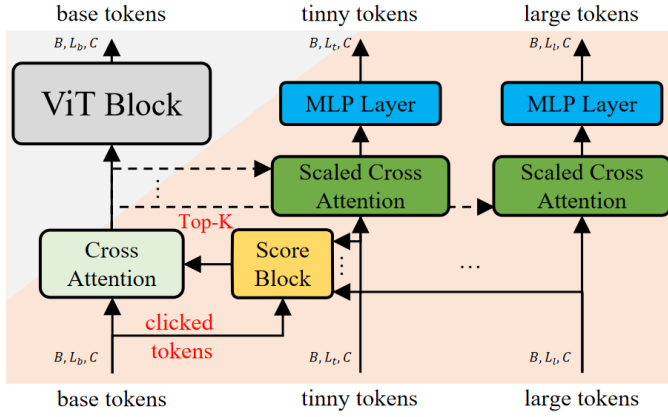 base tokens
tinny tokens
large tokens
B, L_b, C
B, L_t, C
B, L_l, C
ViT Block
MLP Layer
MLP Layer
Scaled Cross
Attention
Scaled Cross
Attention
⋮
Top-K
Cross
Attention
Score
Block
⋮
...
clicked
tokens
B, L_b, C
B, L_t, C
B, L_l, C
base tokens
tinny tokens
large tokens